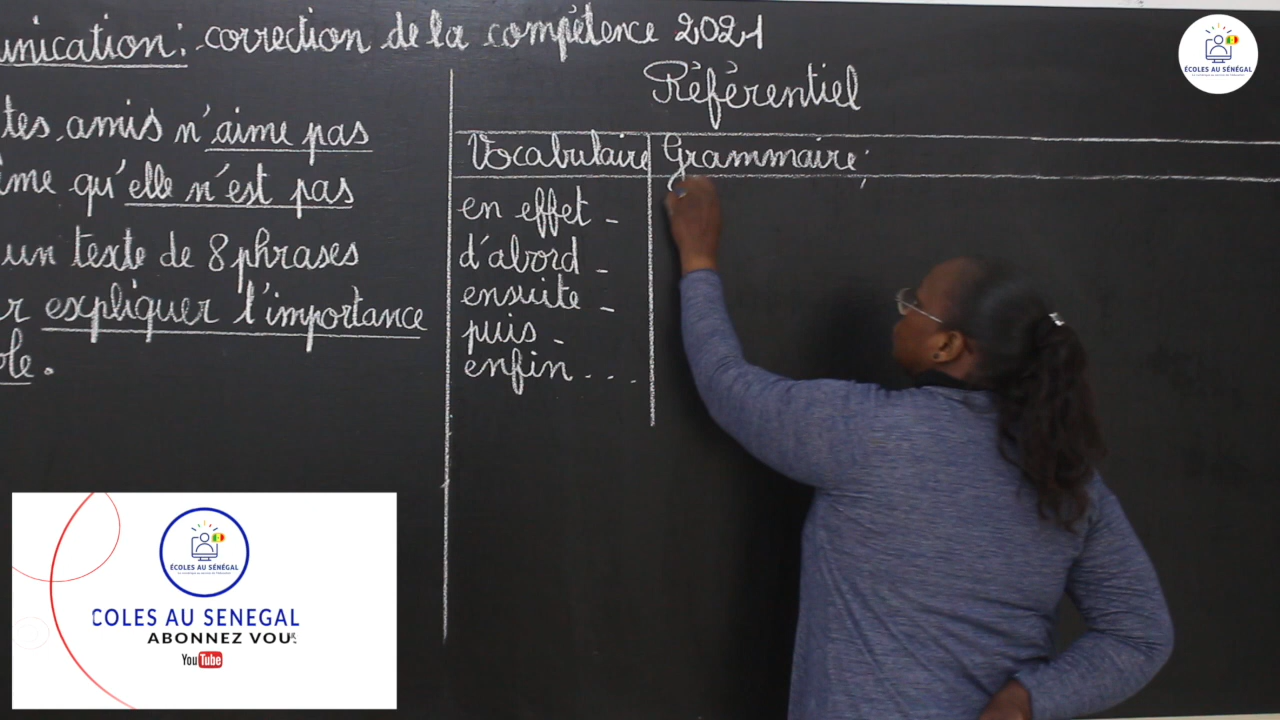 unication: correction de la compétence 2021
tes amis n'aime pas
ime qu'elle n'est pas
un texte de 8 phrases
r expliquer l'importance
ole.
Référentiel
Vocabulaire Grammaire:
en effet -
d'abord -
ensuite -
puis -
enfin ...
ÉCOLES AU SÉNÉGAL
ÉCOLES AU SÉNÉGAL
COLES AU SENEGAL
ABONNEZ VOU
YouTube